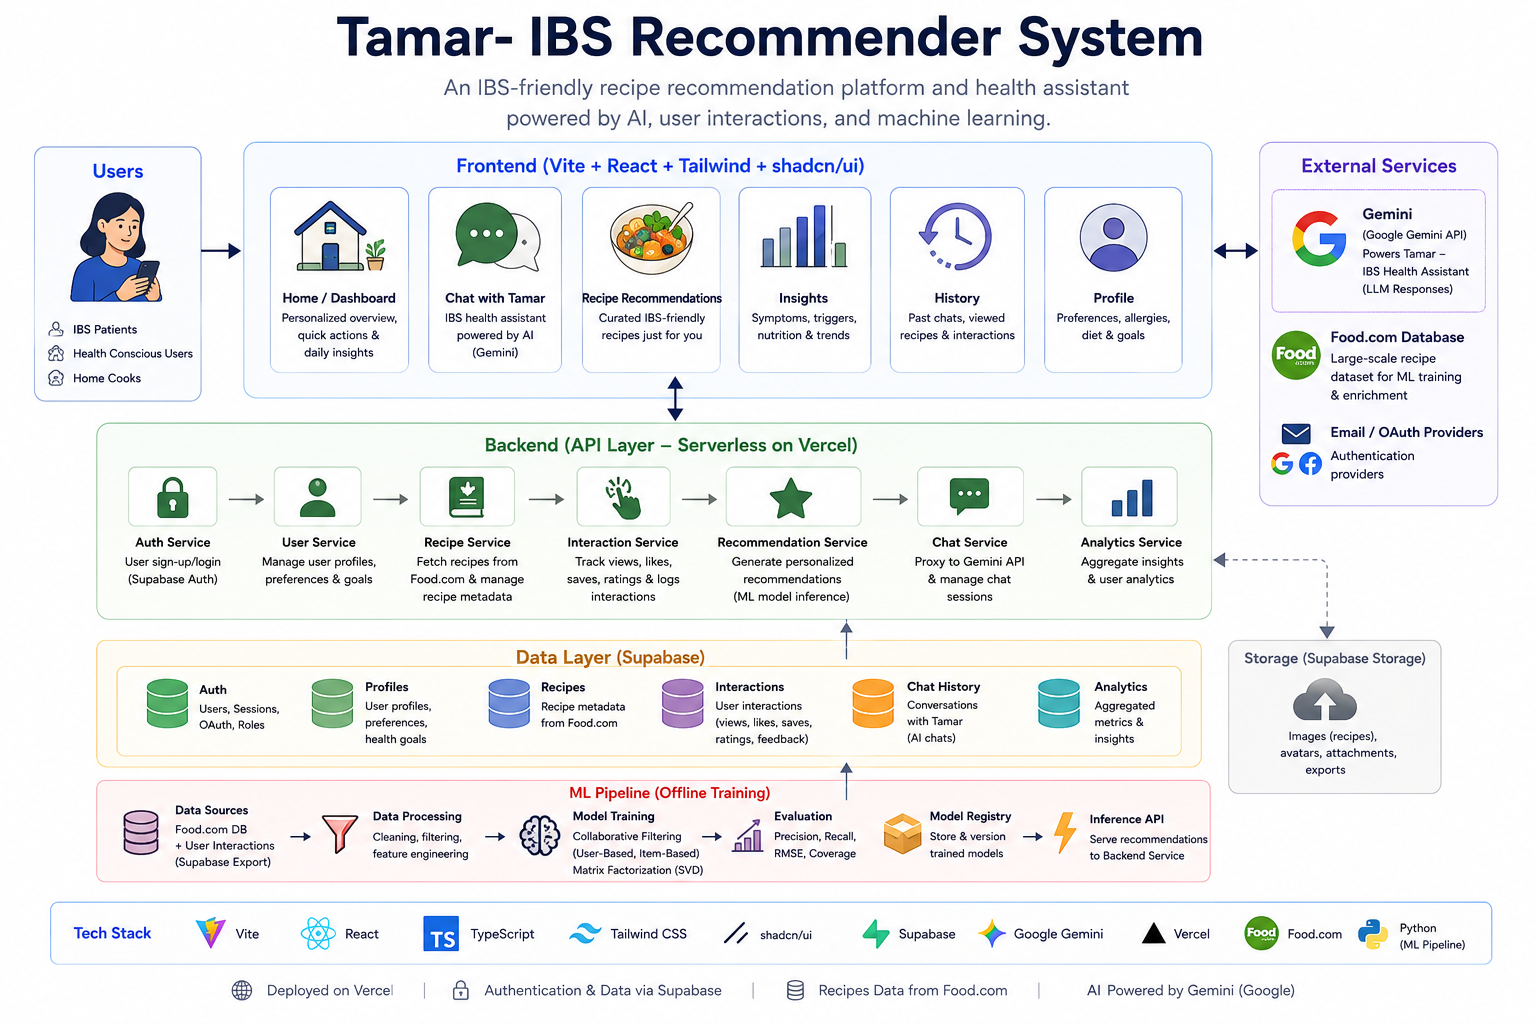 Tamar- IBS Recommender System
An IBS-friendly recipe recommendation platform and health assistant
powered by AI, user interactions, and machine learning.
Users
IBS Patients
Health Conscious Users
Home Cooks
Frontend (Vite + React + Tailwind + shadcn/ui)
Home / Dashboard
Personalized overview,
quick actions &
daily insights
Chat with Tamar
IBS health assistant
powered by AI
(Gemini)
Recipe Recommendations
Curated IBS-friendly
recipes just for you
Insights
Symptoms, triggers,
nutrition & trends
History
Past chats, viewed
recipes & interactions
Profile
Preferences, allergies,
diet & goals
External Services
Gemini
(Google Gemini API)
Powers Tamar –
IBS Health Assistant
(LLM Responses)
Food
Food.com Database
Large-scale recipe
dataset for ML training
& enrichment
Email / OAuth Providers
Authentication
providers
Backend (API Layer – Serverless on Vercel)
Auth Service
User sign-up/login
(Supabase Auth)
User Service
Manage user profiles,
preferences & goals
Recipe Service
Fetch recipes from
Food.com & manage
recipe metadata
Interaction Service
Track views, likes,
saves, ratings & logs
interactions
Recommendation Service
Generate personalized
recommendations
(ML model inference)
Chat Service
Proxy to Gemini API
& manage chat
sessions
Analytics Service
Aggregate insights
& user analytics
Data Layer (Supabase)
Auth
Users, Sessions,
OAuth, Roles
Profiles
User profiles,
preferences,
health goals
Recipes
Recipe metadata
from Food.com
Interactions
User interactions
(views, likes, saves,
ratings, feedback)
Chat History
Conversations
with Tamar
(AI chats)
Analytics
Aggregated
metrics &
insights
Storage (Supabase Storage)
Images (recipes),
avatars, attachments,
exports
ML Pipeline (Offline Training)
Data Sources
Food.com DB
+ User Interactions
(Supabase Export)
Data Processing
Cleaning, filtering,
feature engineering
Model Training
Collaborative Filtering
(User-Based, Item-Based)
Matrix Factorization (SVD)
Evaluation
Precision, Recall,
RMSE, Coverage
Model Registry
Store & version
trained models
Inference API
Serve recommendations
to Backend Service
Tech Stack
Vite
React
TS
TypeScript
Tailwind CSS
shadcn/ui
Supabase
Google Gemini
Vercel
Food
Food.com
Python
(ML Pipeline)
Deployed on Vercel
Authentication & Data via Supabase
Recipes Data from Food.com
AI Powered by Gemini (Google)